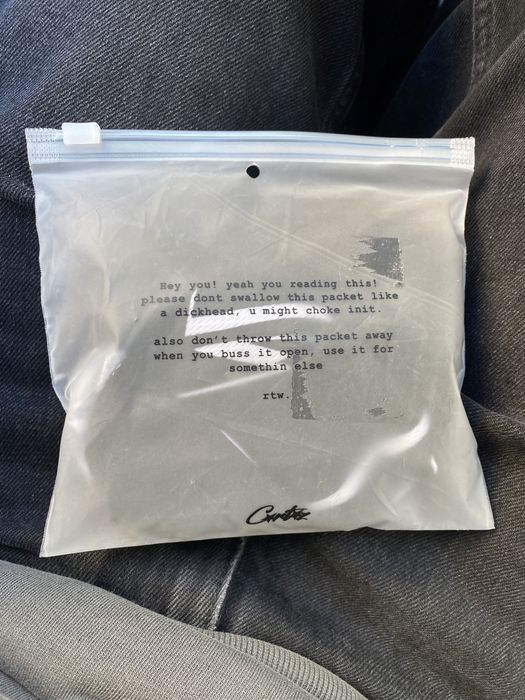 Hey you! yeah you reading this!
please dont swallow this packet like
a dickhead, u might choke init.
also don't throw this packet away
when you buss it open, use it for
somethin else
rtw.
Corteiz